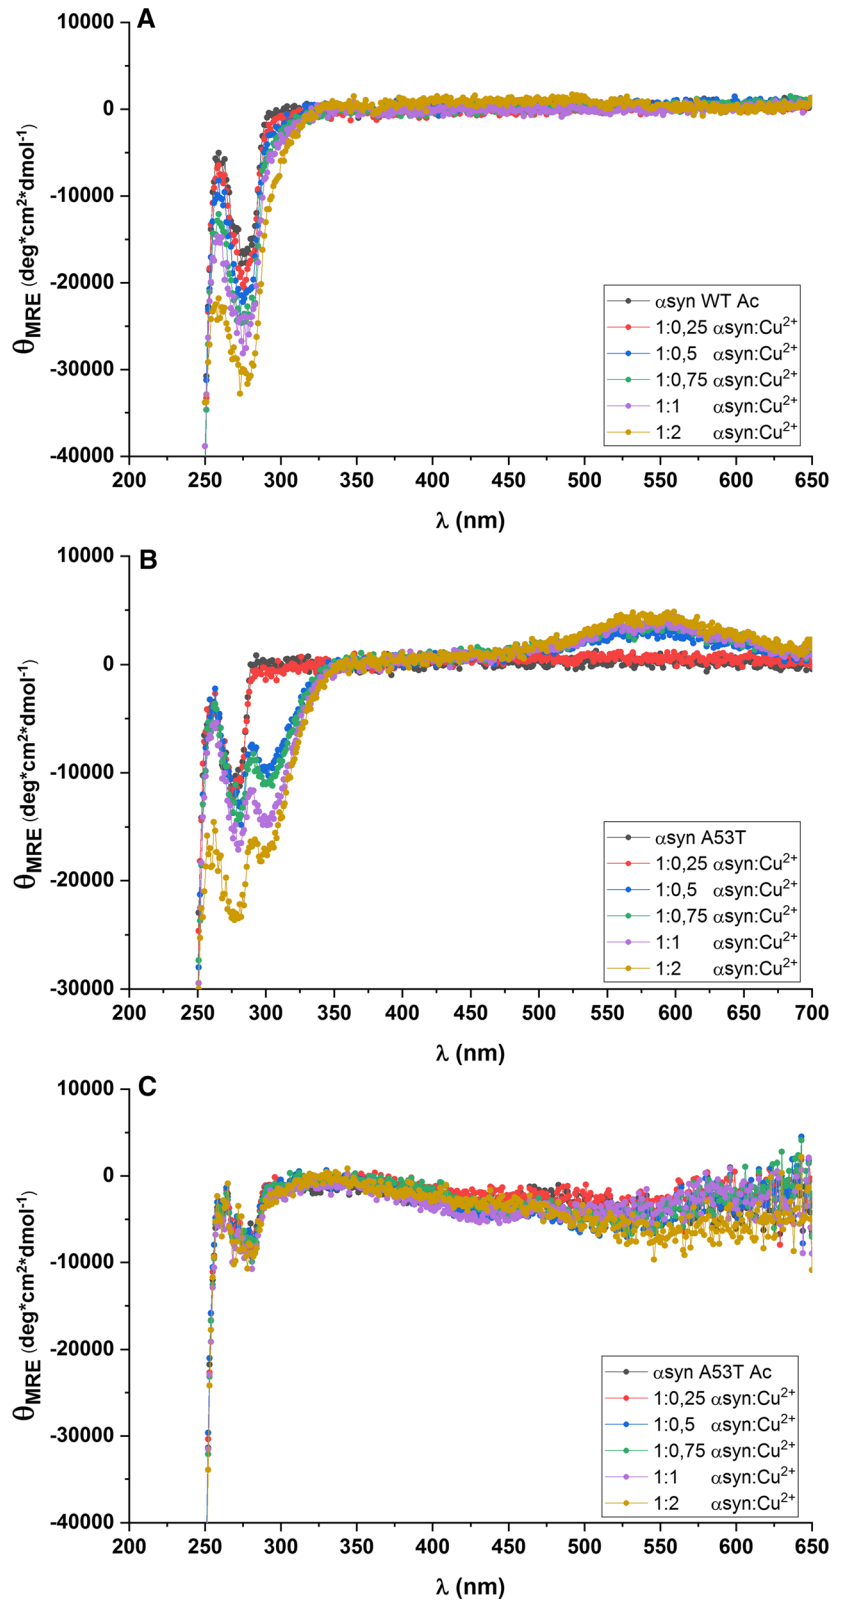 A
10000
0
-10000
-20000
-30000
-40000
θMRE (deg*cm²*dmol⁻¹)
αsyn WT Ac
1:0,25 αsyn:Cu²⁺
1:0,5 αsyn:Cu²⁺
1:0,75 αsyn:Cu²⁺
1:1 αsyn:Cu²⁺
1:2 αsyn:Cu²⁺
200 250 300 350 400 450 500 550 600 650
λ (nm)
B
10000
0
-10000
-20000
-30000
θMRE (deg*cm²*dmol⁻¹)
αsyn A53T
1:0,25 αsyn:Cu²⁺
1:0,5 αsyn:Cu²⁺
1:0,75 αsyn:Cu²⁺
1:1 αsyn:Cu²⁺
1:2 αsyn:Cu²⁺
200 250 300 350 400 450 500 550 600 650 700
λ (nm)
C
10000
0
-10000
-20000
-30000
-40000
θMRE (deg*cm²*dmol⁻¹)
αsyn A53T Ac
1:0,25 αsyn:Cu²⁺
1:0,5 αsyn:Cu²⁺
1:0,75 αsyn:Cu²⁺
1:1 αsyn:Cu²⁺
1:2 αsyn:Cu²⁺
200 250 300 350 400 450 500 550 600 650
λ (nm)